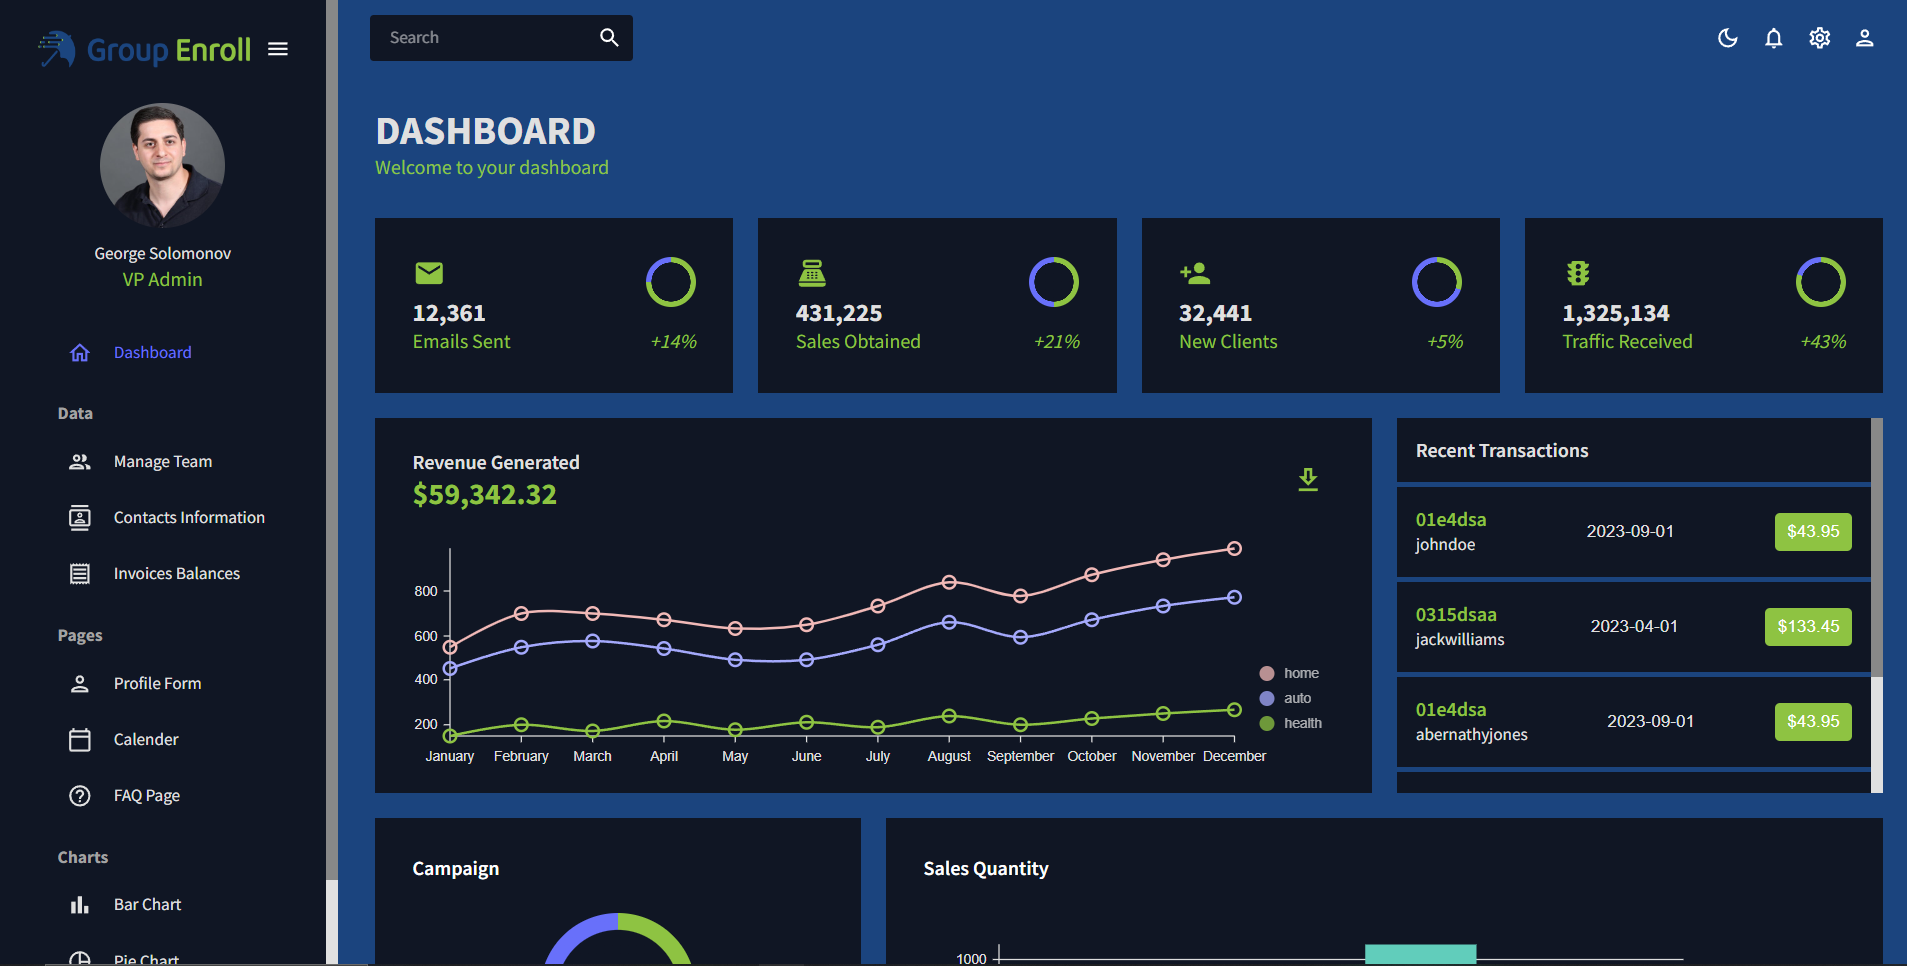 Group Enroll
George Solomonov
VP Admin
Dashboard
Data
Manage Team
Contacts Information
Invoices Balances
Pages
Profile Form
Calender
FAQ Page
Charts
Bar Chart
Pie Chart
Search
DASHBOARD
Welcome to your dashboard
12,361
Emails Sent
+14%
431,225
Sales Obtained
+21%
32,441
New Clients
+5%
1,325,134
Traffic Received
+43%
Revenue Generated
$59,342.32
800
600
400
200
January February March April May June July August September October November December
home
auto
health
Recent Transactions
01e4dsa
johndoe
2023-09-01
$43.95
0315dsaa
jackwilliams
2023-04-01
$133.45
01e4dsa
abernathyjones
2023-09-01
$43.95
Campaign
Sales Quantity
1000